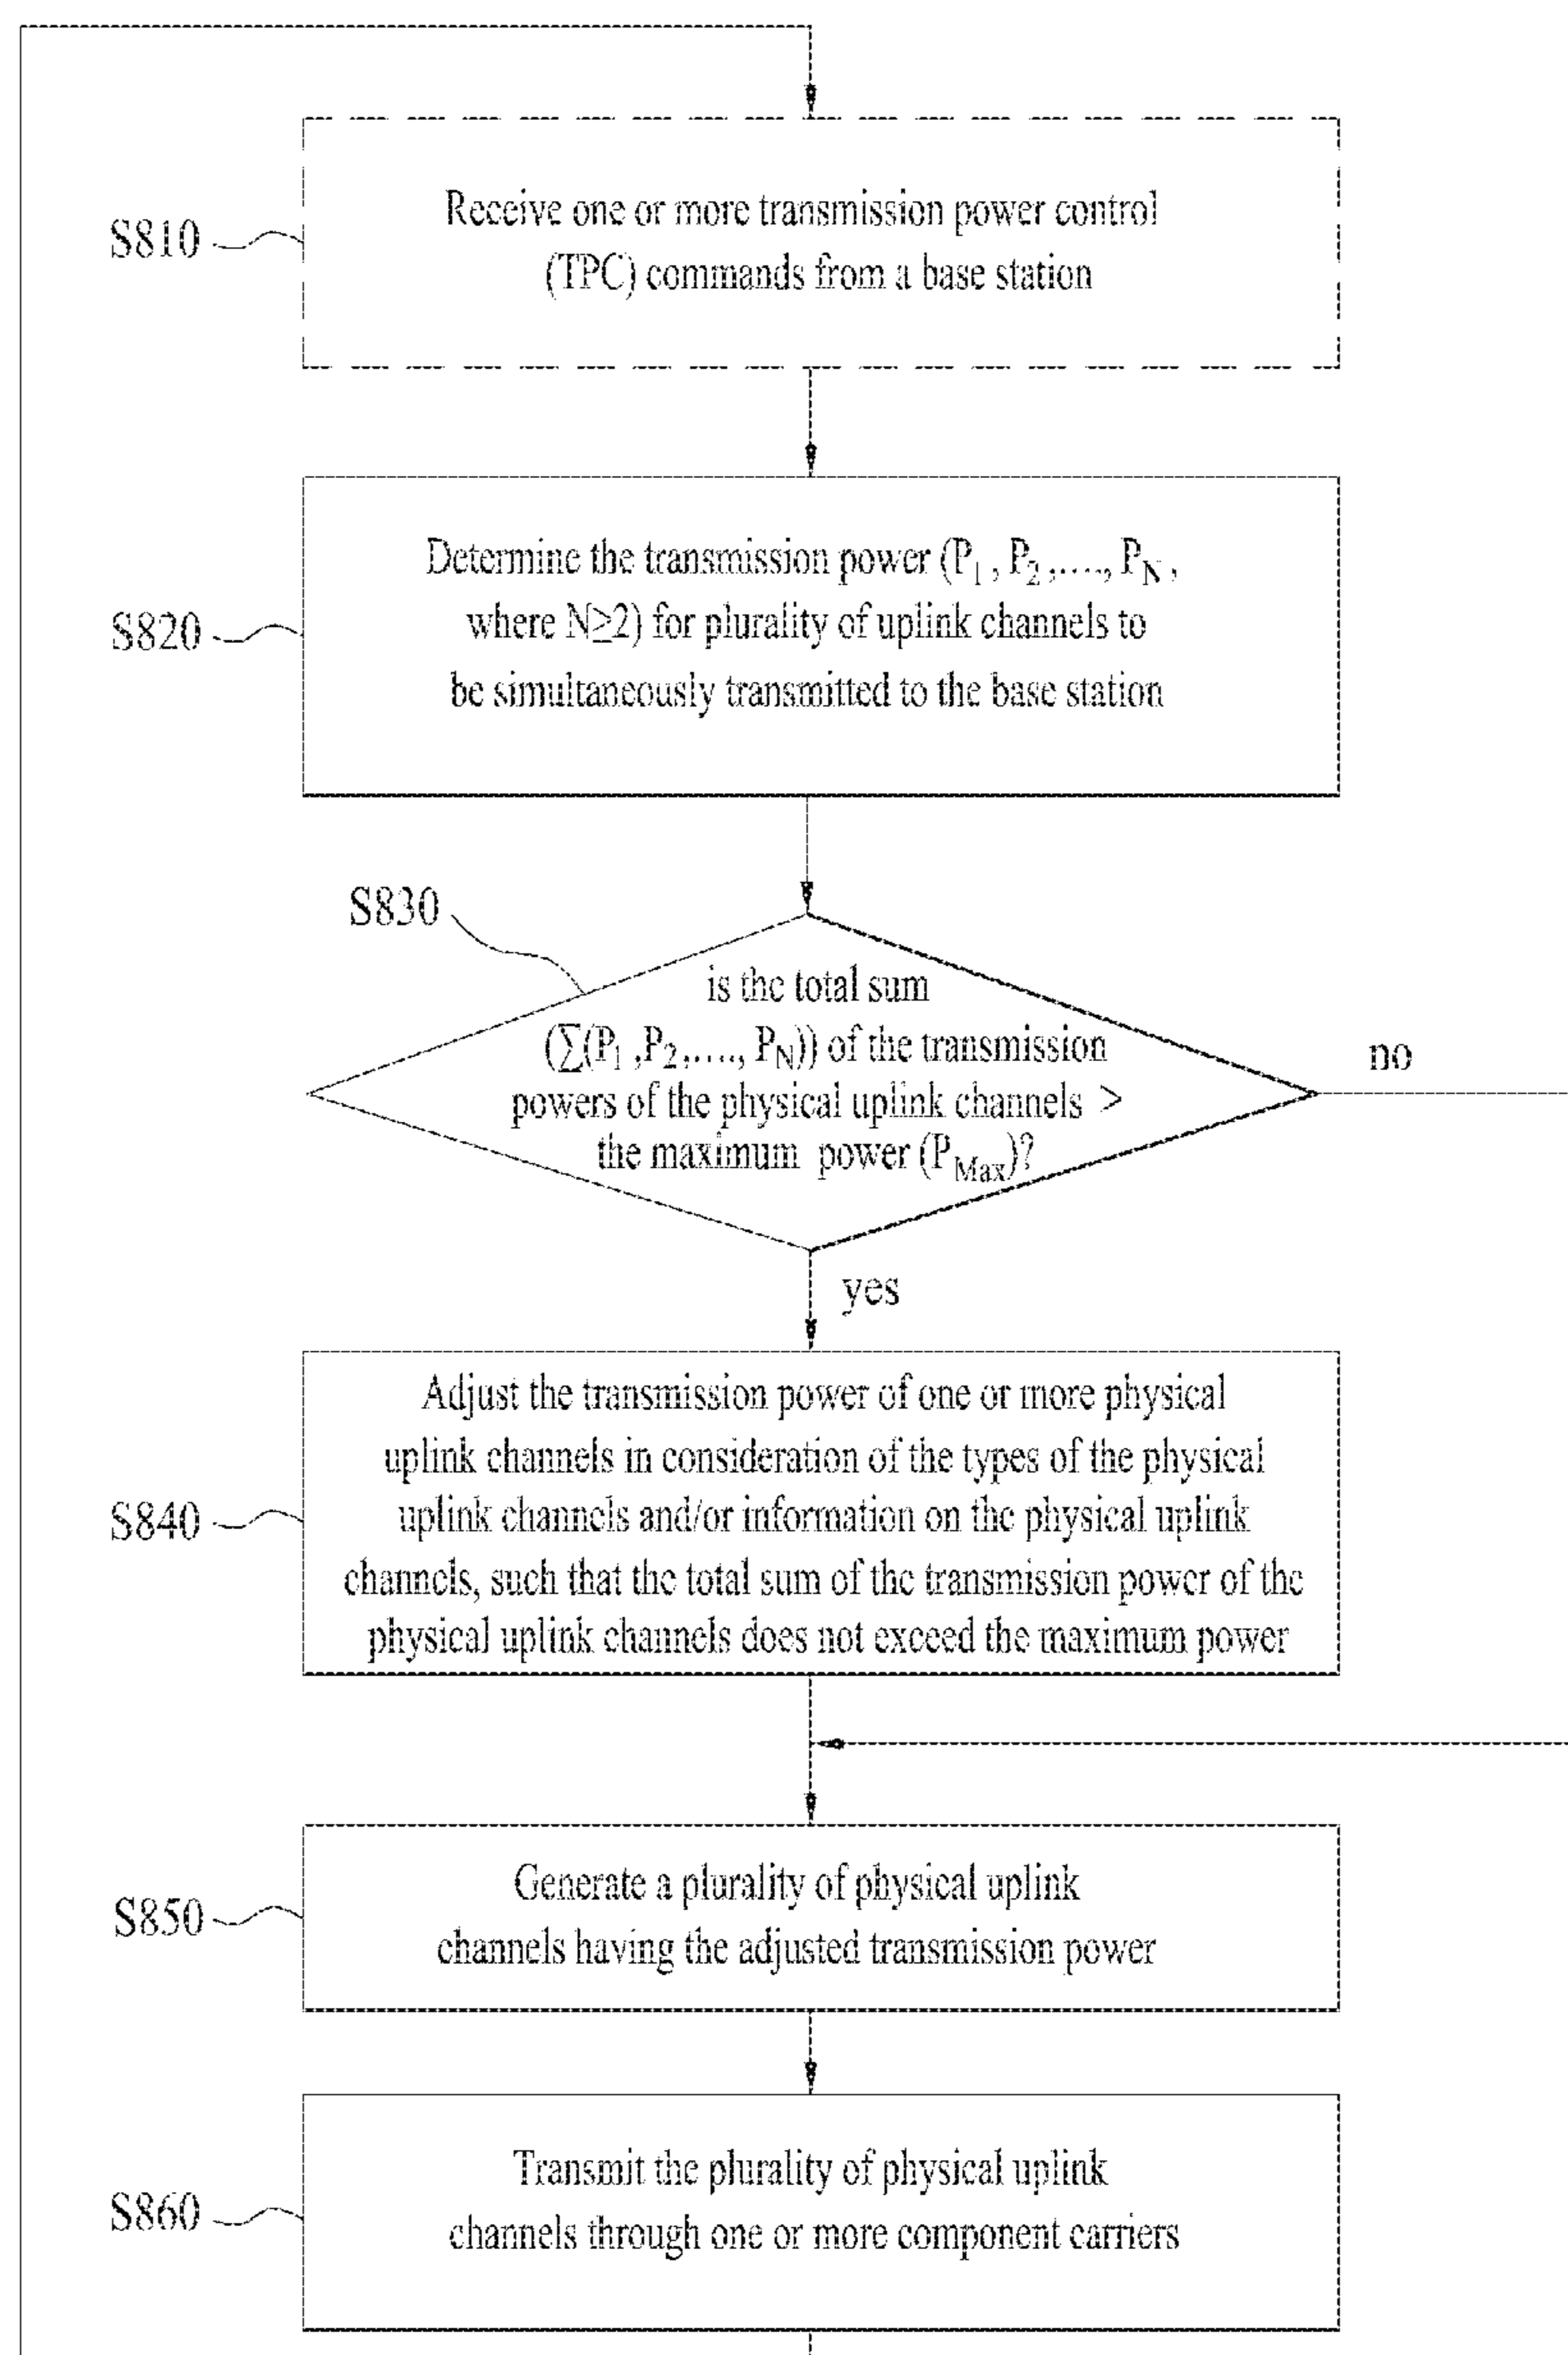 S810
Receive one or more transmission power control
(TPC) commands from a base station
S820
Determine the transmission power (P1, P2,...., PN,
where N≥2) for plurality of uplink channels to
be simultaneously transmitted to the base station
S830
is the total sum
(∑(P1,P2,...., PN)) of the transmission
powers of the physical uplink channels >
the maximum power (PMax)?
no
yes
S840
Adjust the transmission power of one or more physical
uplink channels in consideration of the types of the physical
uplink channels and/or information on the physical uplink
channels, such that the total sum of the transmission power of the
physical uplink channels does not exceed the maximum power
S850
Generate a plurality of physical uplink
channels having the adjusted transmission power
S860
Transmit the plurality of physical uplink
channels through one or more component carriers